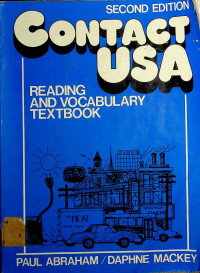 SECOND EDITION
CONTACT
USA
READING
AND VOCABULARY
TEXTBOOK
PAUL ABRAHAM / DAPHNE MACKEY